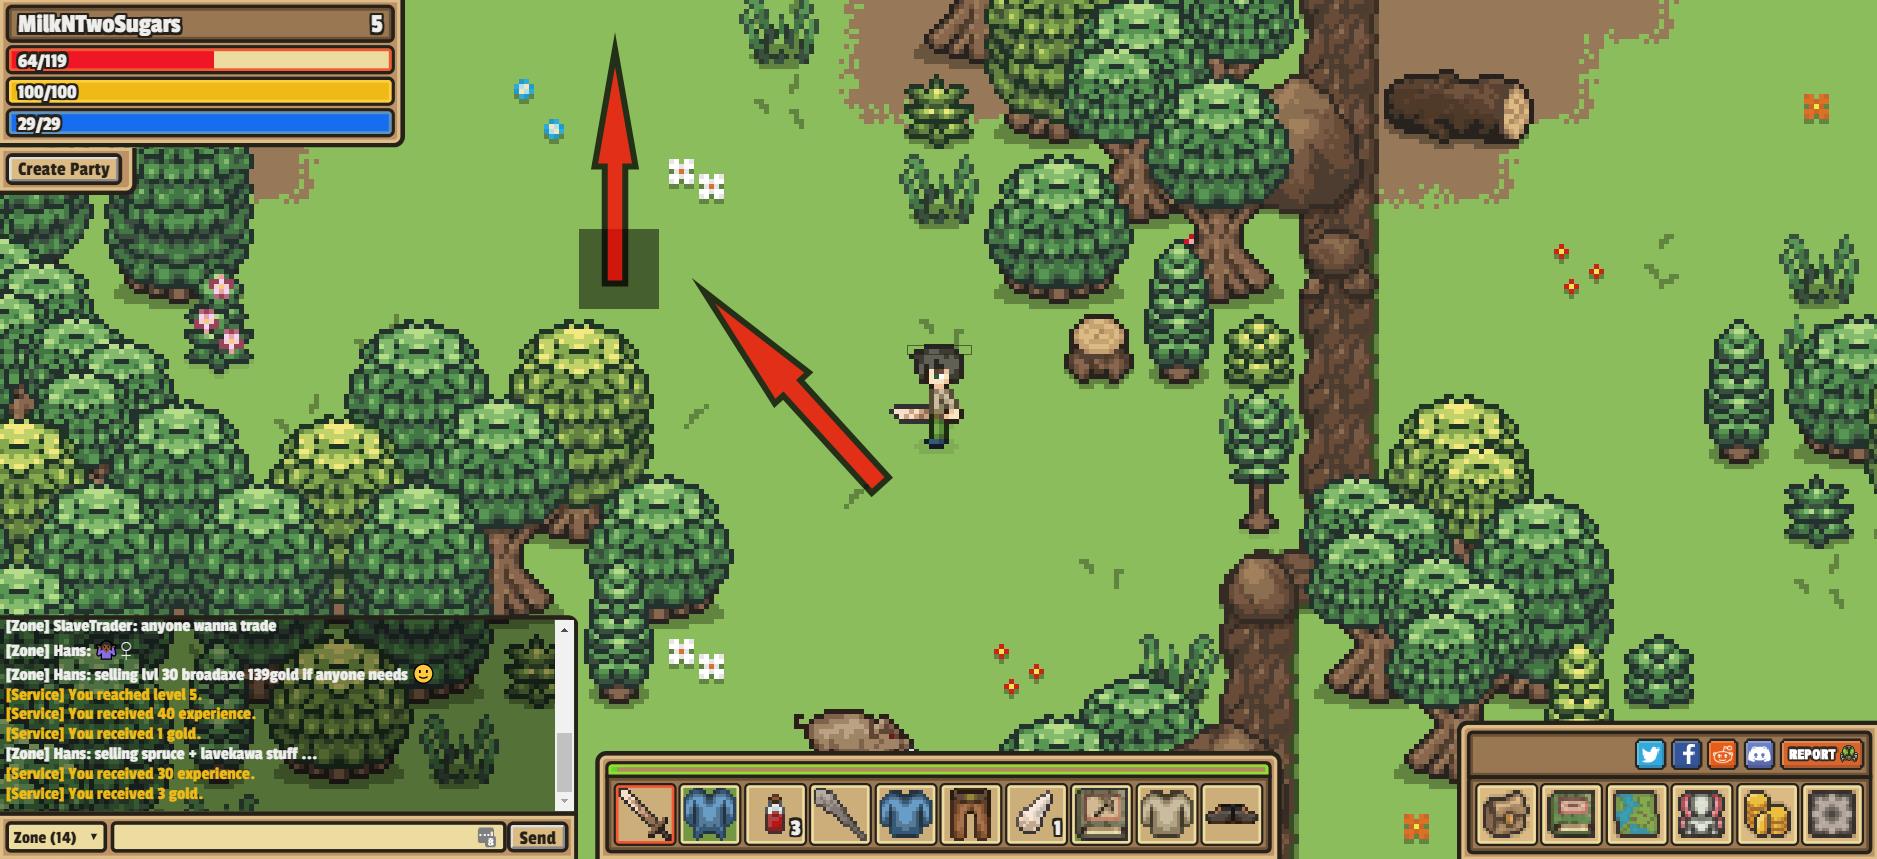 MilkNTwoSugars 5
64/119
100/100
29/29
Create Party
[Zone] SlaveTrader: anyone wanna trade
[Zone] Hans: 🤷🏾‍♀
[Zone] Hans: selling lvl 30 broadaxe 139gold if anyone needs 🙂
[Service] You reached level 5.
[Service] You received 40 experience.
[Service] You received 1 gold.
[Zone] Hans: selling spruce + lavekawa stuff ...
[Service] You received 30 experience.
[Service] You received 3 gold.
Zone (14) Send
3 1
REPORT